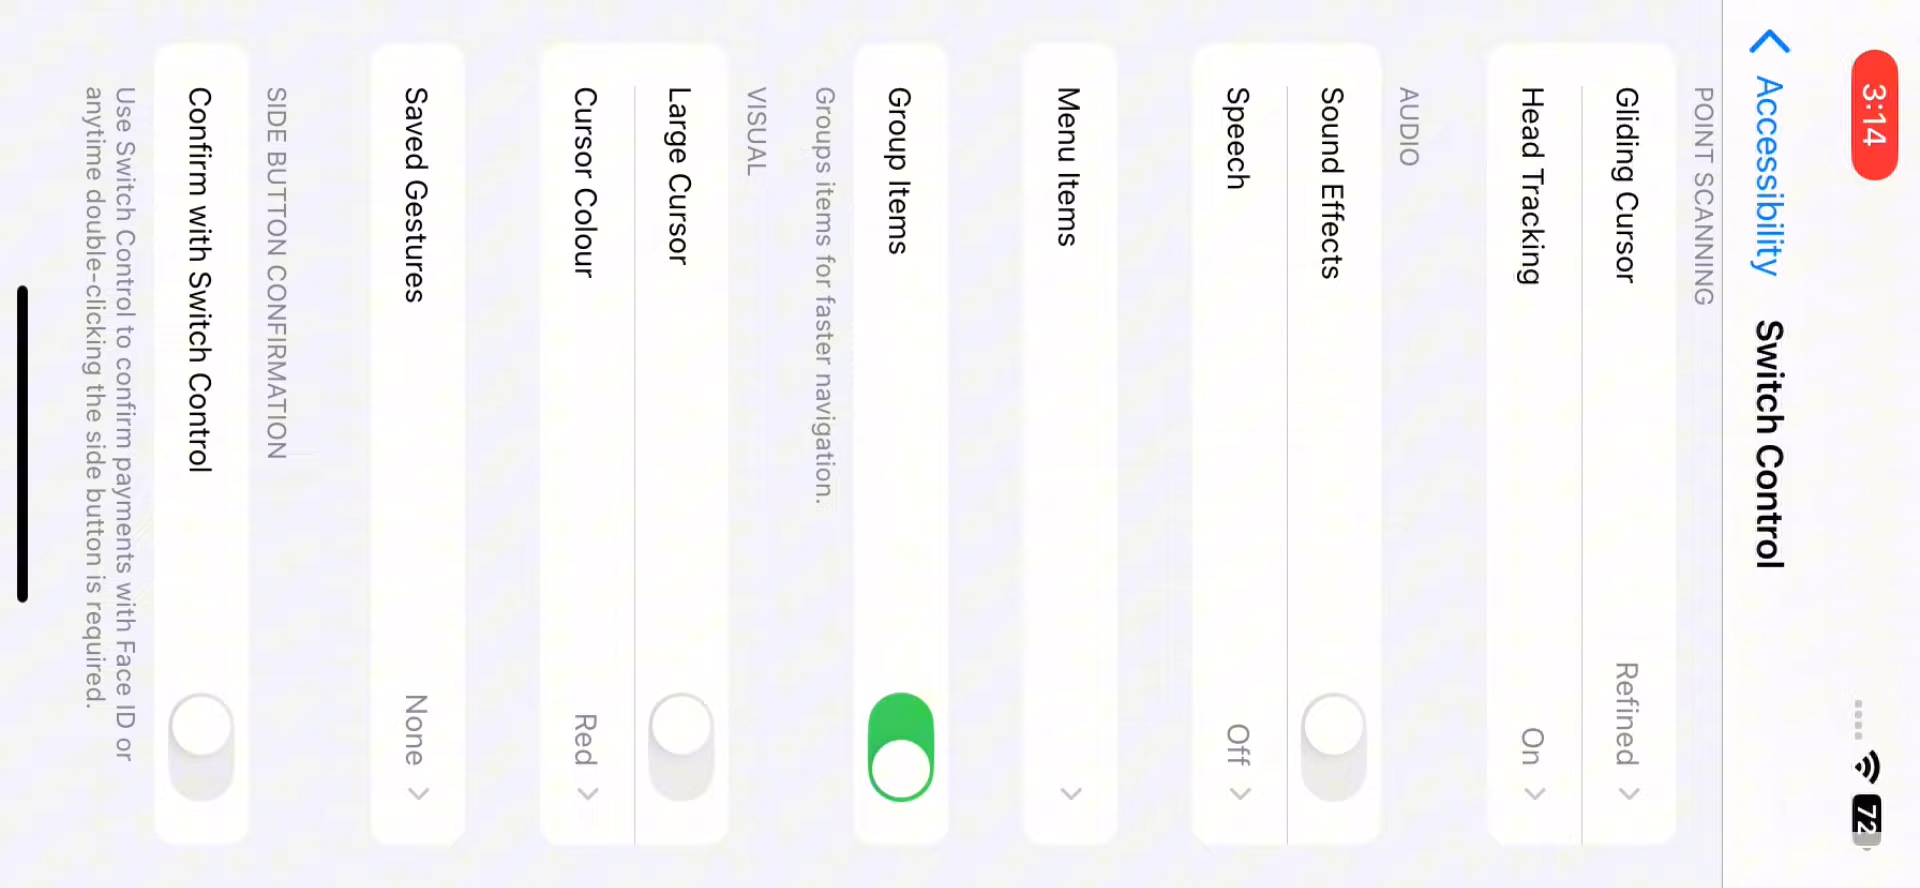 3:14
72
Accessibility
Switch Control
POINT SCANNING
Gliding Cursor Refined
Head Tracking On
AUDIO
Sound Effects
Speech Off
Menu Items
Group Items
Groups items for faster navigation.
VISUAL
Large Cursor
Cursor Colour Red
Saved Gestures None
SIDE BUTTON CONFIRMATION
Confirm with Switch Control
Use Switch Control to confirm payments with Face ID or
anytime double-clicking the side button is required.